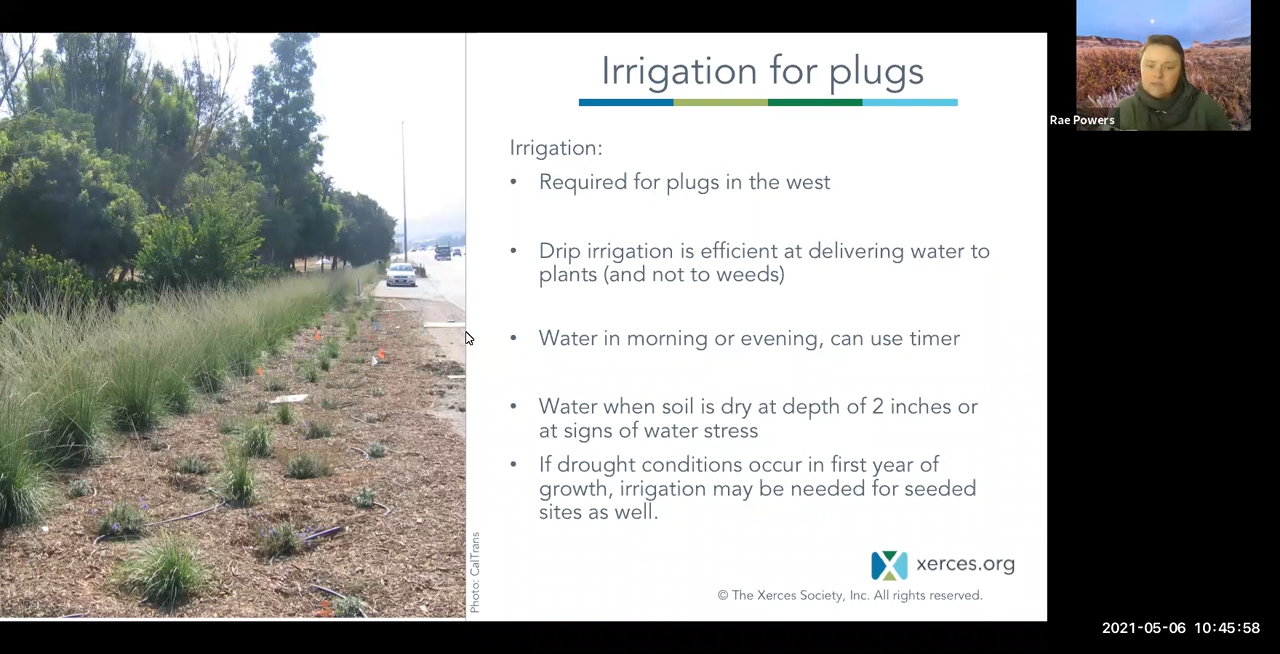 Irrigation for plugs
Irrigation:
• Required for plugs in the west
• Drip irrigation is efficient at delivering water to
plants (and not to weeds)
• Water in morning or evening, can use timer
• Water when soil is dry at depth of 2 inches or
at signs of water stress
• If drought conditions occur in first year of
growth, irrigation may be needed for seeded
sites as well.
Photo: CalTrans
xerces.org
© The Xerces Society, Inc. All rights reserved.
Rae Powers
2021-05-06 10:45:58